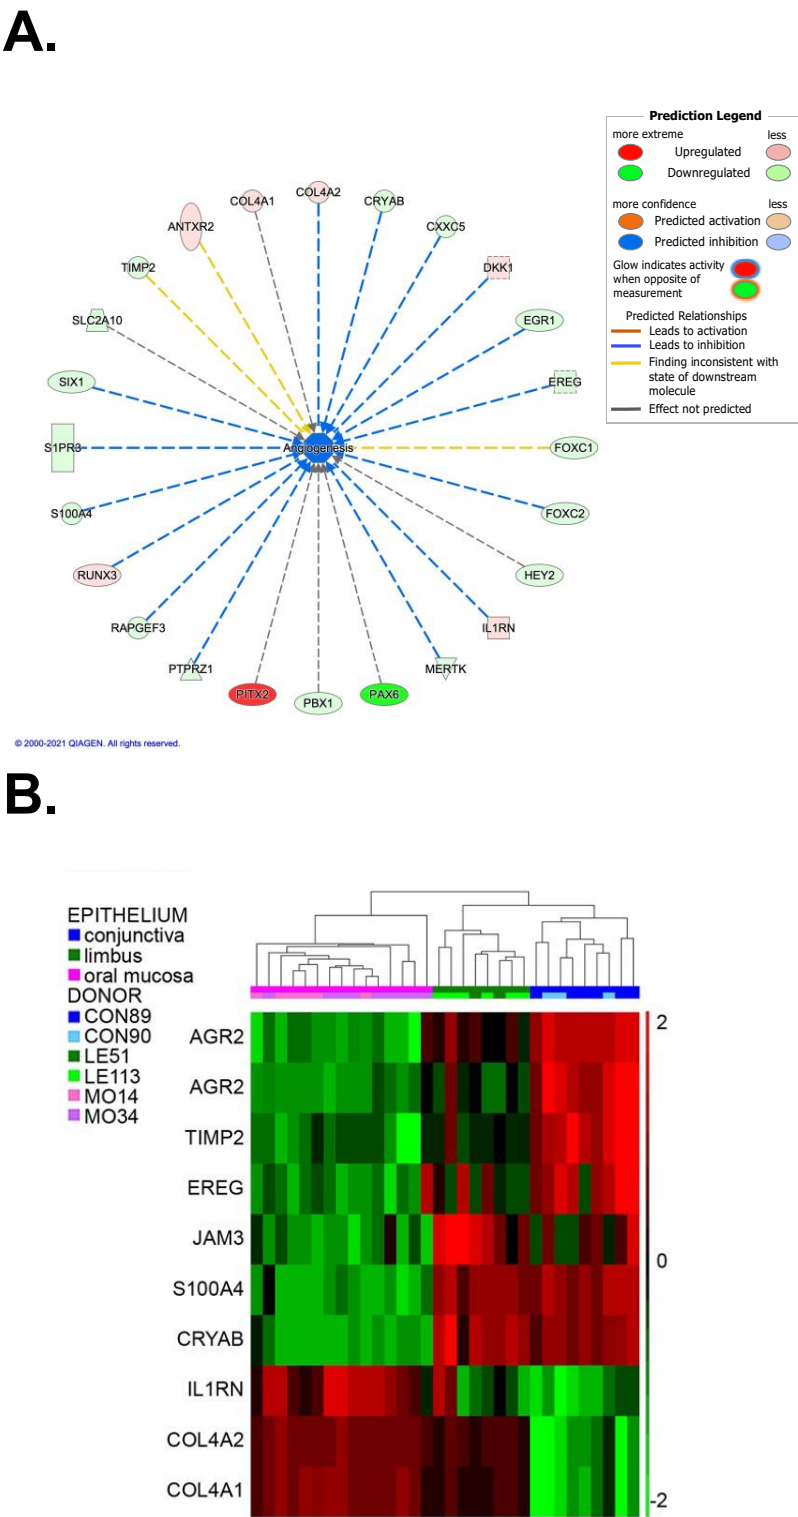 A.
Prediction Legend
more extreme less
Upregulated
Downregulated
more confidence less
Predicted activation
Predicted inhibition
Glow indicates activity
when opposite of
measurement
Predicted Relationships
Leads to activation
Leads to inhibition
Finding inconsistent with
state of downstream
molecule
Effect not predicted
COL4A2
COL4A1
CRYAB
ANTXR2
CXXC5
TIMP2
DKK1
SLC2A10
EGR1
SIX1
EREG
S1PR3
Angiogenesis
FOXC1
S100A4
FOXC2
RUNX3
HEY2
RAPGEF3
IL1RN
PTPRZ1
MERTK
PITX2
PBX1
PAX6
© 2000-2021 QIAGEN. All rights reserved.
B.
EPITHELIUM
conjunctiva
limbus
oral mucosa
DONOR
CON89
CON90
LE51
LE113
MO14
MO34
AGR2
AGR2
TIMP2
EREG
JAM3
S100A4
CRYAB
IL1RN
COL4A2
COL4A1
2
0
-2